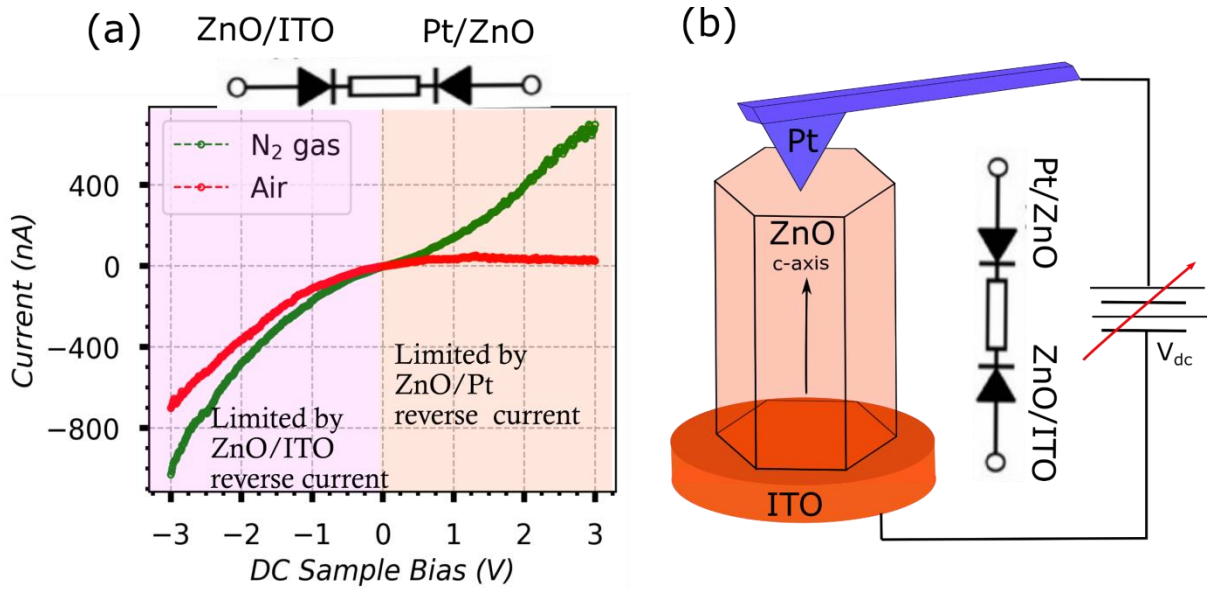 (a)
ZnO/ITO
Pt/ZnO
N₂ gas
Air
400
0
−400
−800
Current (nA)
Limited by
ZnO/ITO
reverse current
Limited by
ZnO/Pt
reverse current
−3
−2
−1
0
1
2
3
DC Sample Bias (V)
(b)
Pt
ZnO
c-axis
ITO
Pt/ZnO
ZnO/ITO
V_dc